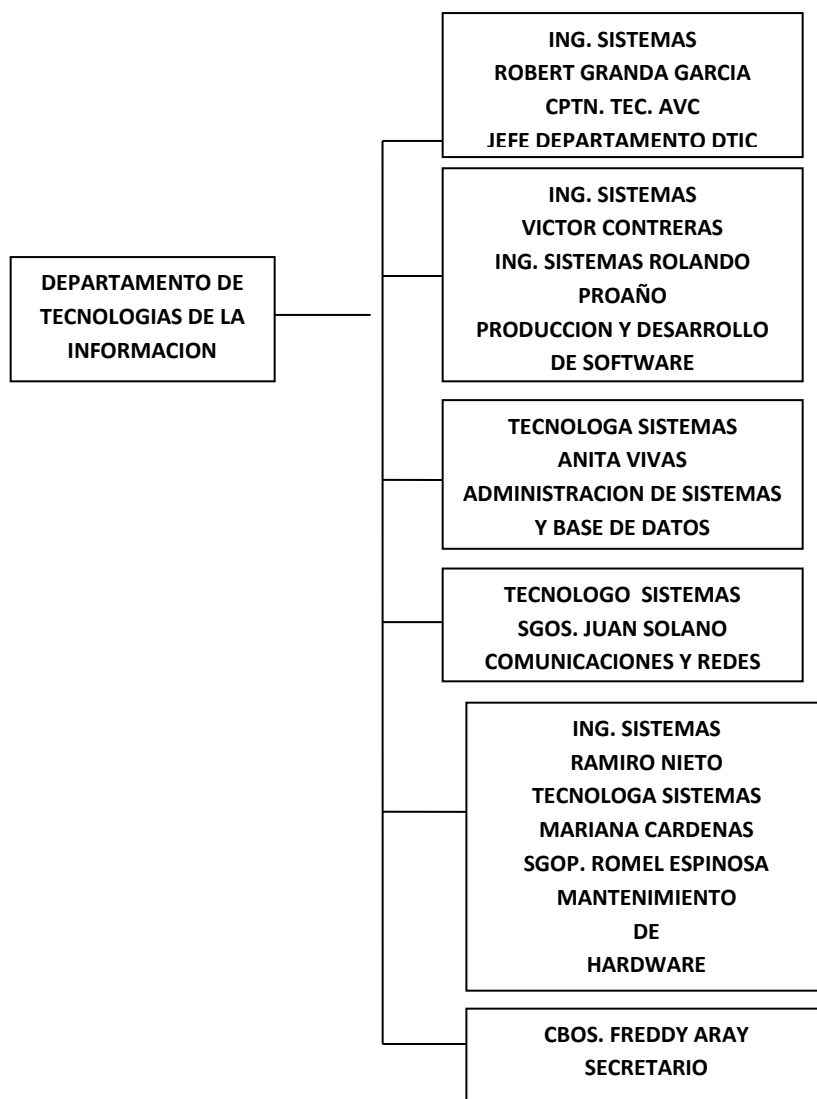 ING. SISTEMAS
ROBERT GRANDA GARCIA
CPTN. TEC. AVC
JEFE DEPARTAMENTO DTIC
ING. SISTEMAS
VICTOR CONTRERAS
ING. SISTEMAS ROLANDO
PROAÑO
PRODUCCION Y DESARROLLO
DE SOFTWARE
DEPARTAMENTO DE
TECNOLOGIAS DE LA
INFORMACION
TECNOLOGA SISTEMAS
ANITA VIVAS
ADMINISTRACION DE SISTEMAS
Y BASE DE DATOS
TECNOLOGO  SISTEMAS
SGOS. JUAN SOLANO
COMUNICACIONES Y REDES
ING. SISTEMAS
RAMIRO NIETO
TECNOLOGA SISTEMAS
MARIANA CARDENAS
SGOP. ROMEL ESPINOSA
MANTENIMIENTO
DE
HARDWARE
CBOS. FREDDY ARAY
SECRETARIO